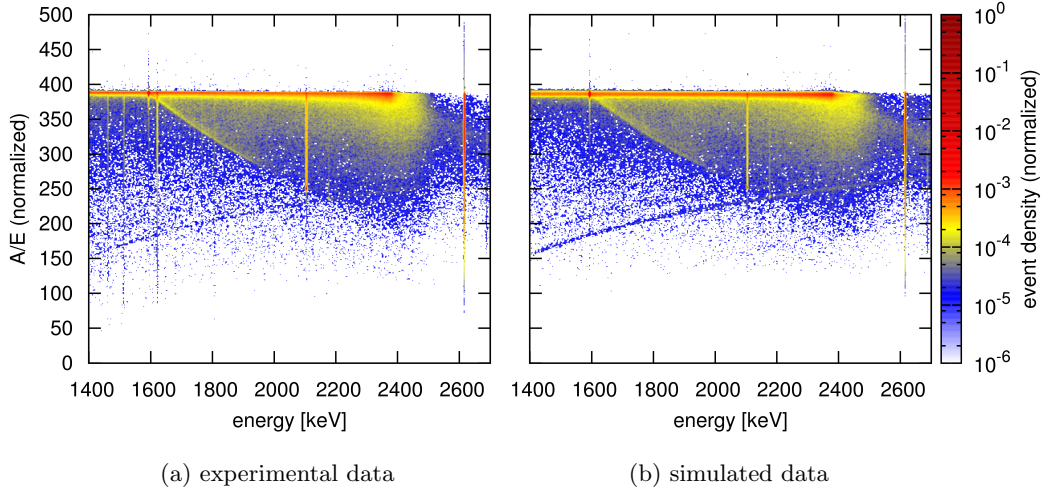 500
450
400
350
300
250
200
150
100
50
0
A/E (normalized)
1400 1600 1800 2000 2200 2400 2600
energy [keV]
(a) experimental data
1400 1600 1800 2000 2200 2400 2600
energy [keV]
(b) simulated data
10^0
10^-1
10^-2
10^-3
10^-4
10^-5
10^-6
event density (normalized)